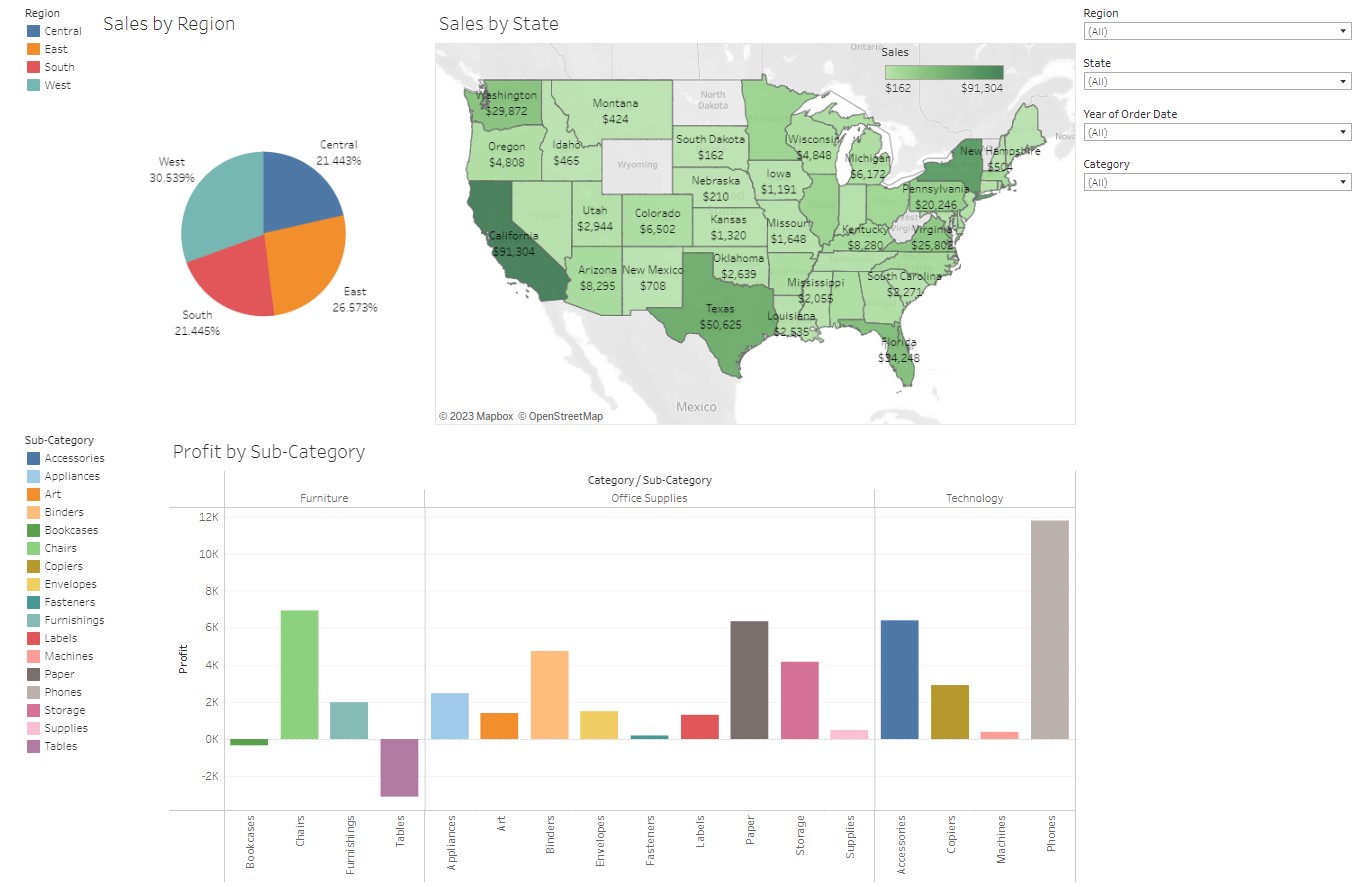 Region
Central
East
South
West
Sales by Region
Central
21.443%
East
26.573%
South
21.445%
West
30.539%
Sales by State
Ontario
Sales
$162 $91,304
Washington
$29,872
Montana
$424
North
Dakota
Oregon
$4,808
Idaho
$465
Wyoming
South Dakota
$162
Wisconsin
$4,848
Michigan
$6,172
New Hampshire
$504
Nebraska
$210
Iowa
$1,191
Pennsylvania
$20,246
California
$91,304
Utah
$2,944
Colorado
$6,502
Kansas
$1,320
Missouri
$1,648
Kentucky
$8,280
Virginia
$25,802
Arizona
$8,295
New Mexico
$708
Oklahoma
$2,639
Mississippi
$2,055
South Carolina
$2,271
Texas
$50,625
Louisiana
$2,535
Florida
$34,248
Mexico
© 2023 Mapbox © OpenStreetMap
Region
(All)
State
(All)
Year of Order Date
(All)
Category
(All)
Sub-Category
Accessories
Appliances
Art
Binders
Bookcases
Chairs
Copiers
Envelopes
Fasteners
Furnishings
Labels
Machines
Paper
Phones
Storage
Supplies
Tables
Profit by Sub-Category
Category / Sub-Category
Furniture Office Supplies Technology
Profit
12K
10K
8K
6K
4K
2K
0K
-2K
Bookcases
Chairs
Furnishings
Tables
Appliances
Art
Binders
Envelopes
Fasteners
Labels
Paper
Storage
Supplies
Accessories
Copiers
Machines
Phones